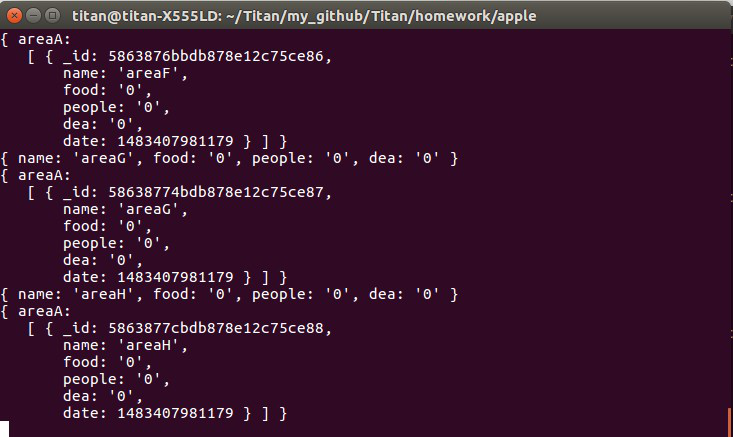 titan@titan-X555LD: ~/Titan/my_github/Titan/homework/apple
{ areaA:
   [ { _id: 5863876bbdb878e12c75ce86,
       name: 'areaF',
       food: '0',
       people: '0',
       dea: '0',
       date: 1483407981179 } ] }
{ name: 'areaG', food: '0', people: '0', dea: '0' }
{ areaA:
   [ { _id: 58638774bdb878e12c75ce87,
       name: 'areaG',
       food: '0',
       people: '0',
       dea: '0',
       date: 1483407981179 } ] }
{ name: 'areaH', food: '0', people: '0', dea: '0' }
{ areaA:
   [ { _id: 5863877cbdb878e12c75ce88,
       name: 'areaH',
       food: '0',
       people: '0',
       dea: '0',
       date: 1483407981179 } ] }